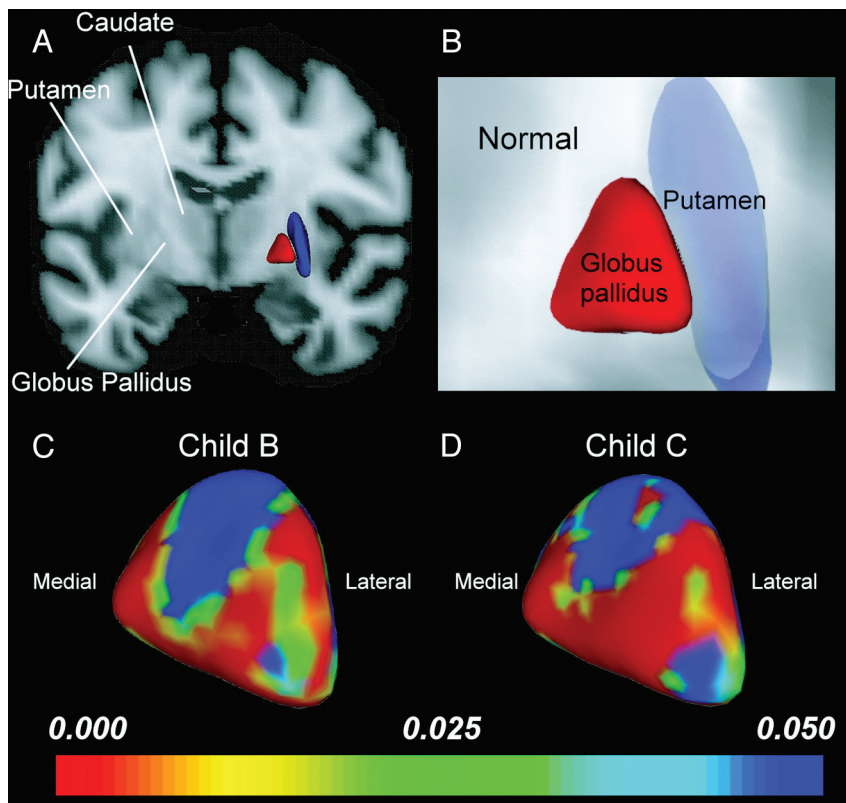 A
Caudate
Putamen
Globus Pallidus
B
Normal
Putamen
Globus
pallidus
C
Child B
Medial
Lateral
D
Child C
Medial
Lateral
0.000
0.025
0.050